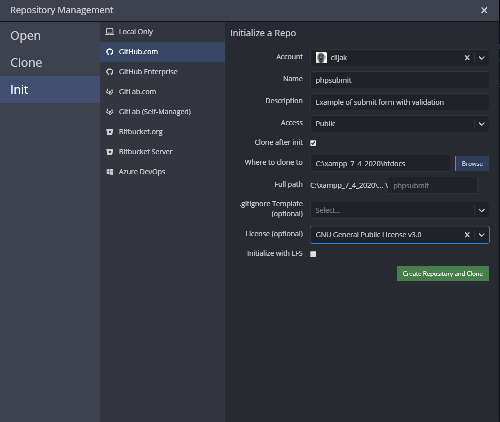 Repository Management
Open
Clone
Init
Local Only
GitHub.com
GitHub Enterprise
GitLab.com
GitLab (Self-Managed)
Bitbucket.org
Bitbucket Server
Azure DevOps
Initialize a Repo
Account
Name
phpsubmit
Description
Example of submit form with validation
Access
Public
Clone after init
Where to clone to
C:\xampp_7_4_2020\htdocs
Browse
Full path
C:\xampp_7_4_2020\... \ phpsubmit
.gitignore Template (optional)
Select...
License (optional)
GNU General Public License v3.0
Initialize with LFS
Create Repository and Clone